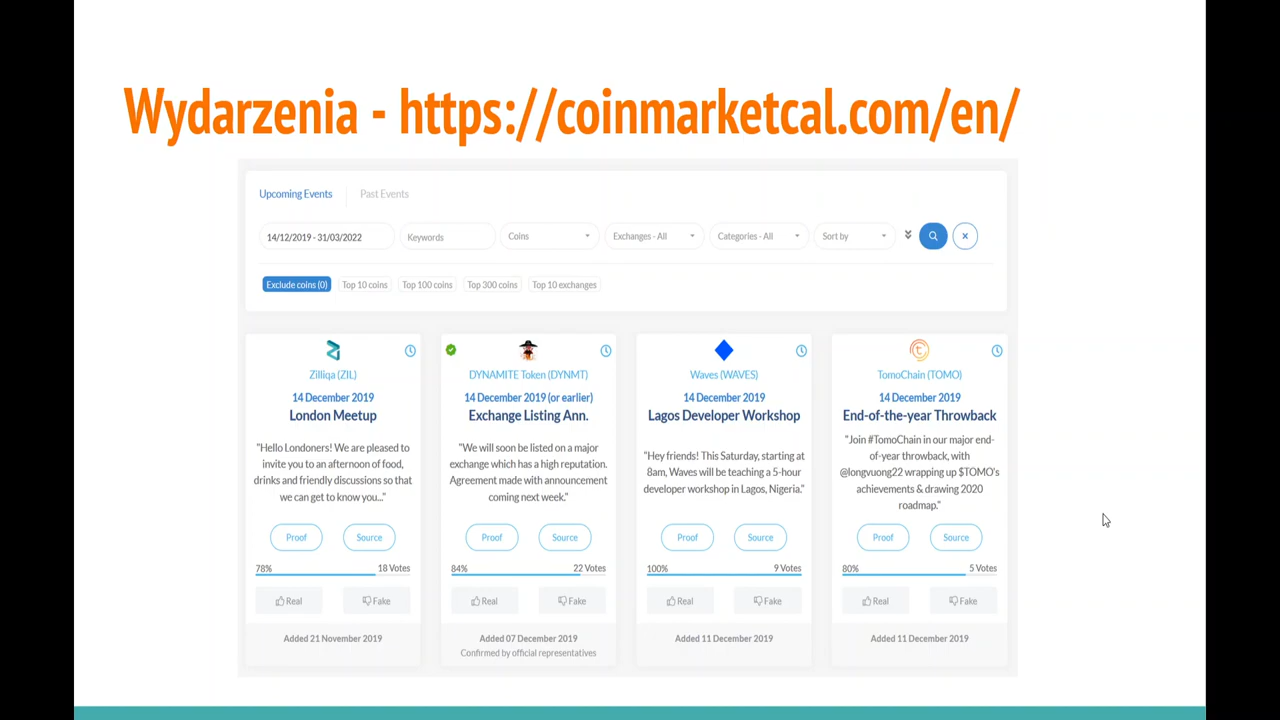 Wydarzenia - https://coinmarketcal.com/en/
Upcoming Events
Past Events
14/12/2019 - 31/03/2022
Keywords
Coins
Exchanges - All
Categories - All
Sort by
Exclude coins (0)
Top 10 coins
Top 100 coins
Top 300 coins
Top 10 exchanges
Zilliqa (ZIL)
14 December 2019
London Meetup
"Hello Londoners! We are pleased to
invite you to an afternoon of food,
drinks and friendly discussions so that
we can get to know you..."
Proof
Source
78%
18 Votes
Real
Fake
Added 21 November 2019
DYNAMITE Token (DYNMT)
14 December 2019 (or earlier)
Exchange Listing Ann.
"We will soon be listed on a major
exchange which has a high reputation.
Agreement made with announcement
coming next week."
Proof
Source
84%
22 Votes
Real
Fake
Added 07 December 2019
Confirmed by official representatives
Waves (WAVES)
14 December 2019
Lagos Developer Workshop
"Hey friends! This Saturday, starting at
8am, Waves will be teaching a 5-hour
developer workshop in Lagos, Nigeria."
Proof
Source
100%
9 Votes
Real
Fake
Added 11 December 2019
TomoChain (TOMO)
14 December 2019
End-of-the-year Throwback
"Join #TomoChain in our major end-
of-year throwback, with
@longvuong22 wrapping up $TOMO's
achievements & drawing 2020
roadmap."
Proof
Source
80%
5 Votes
Real
Fake
Added 11 December 2019